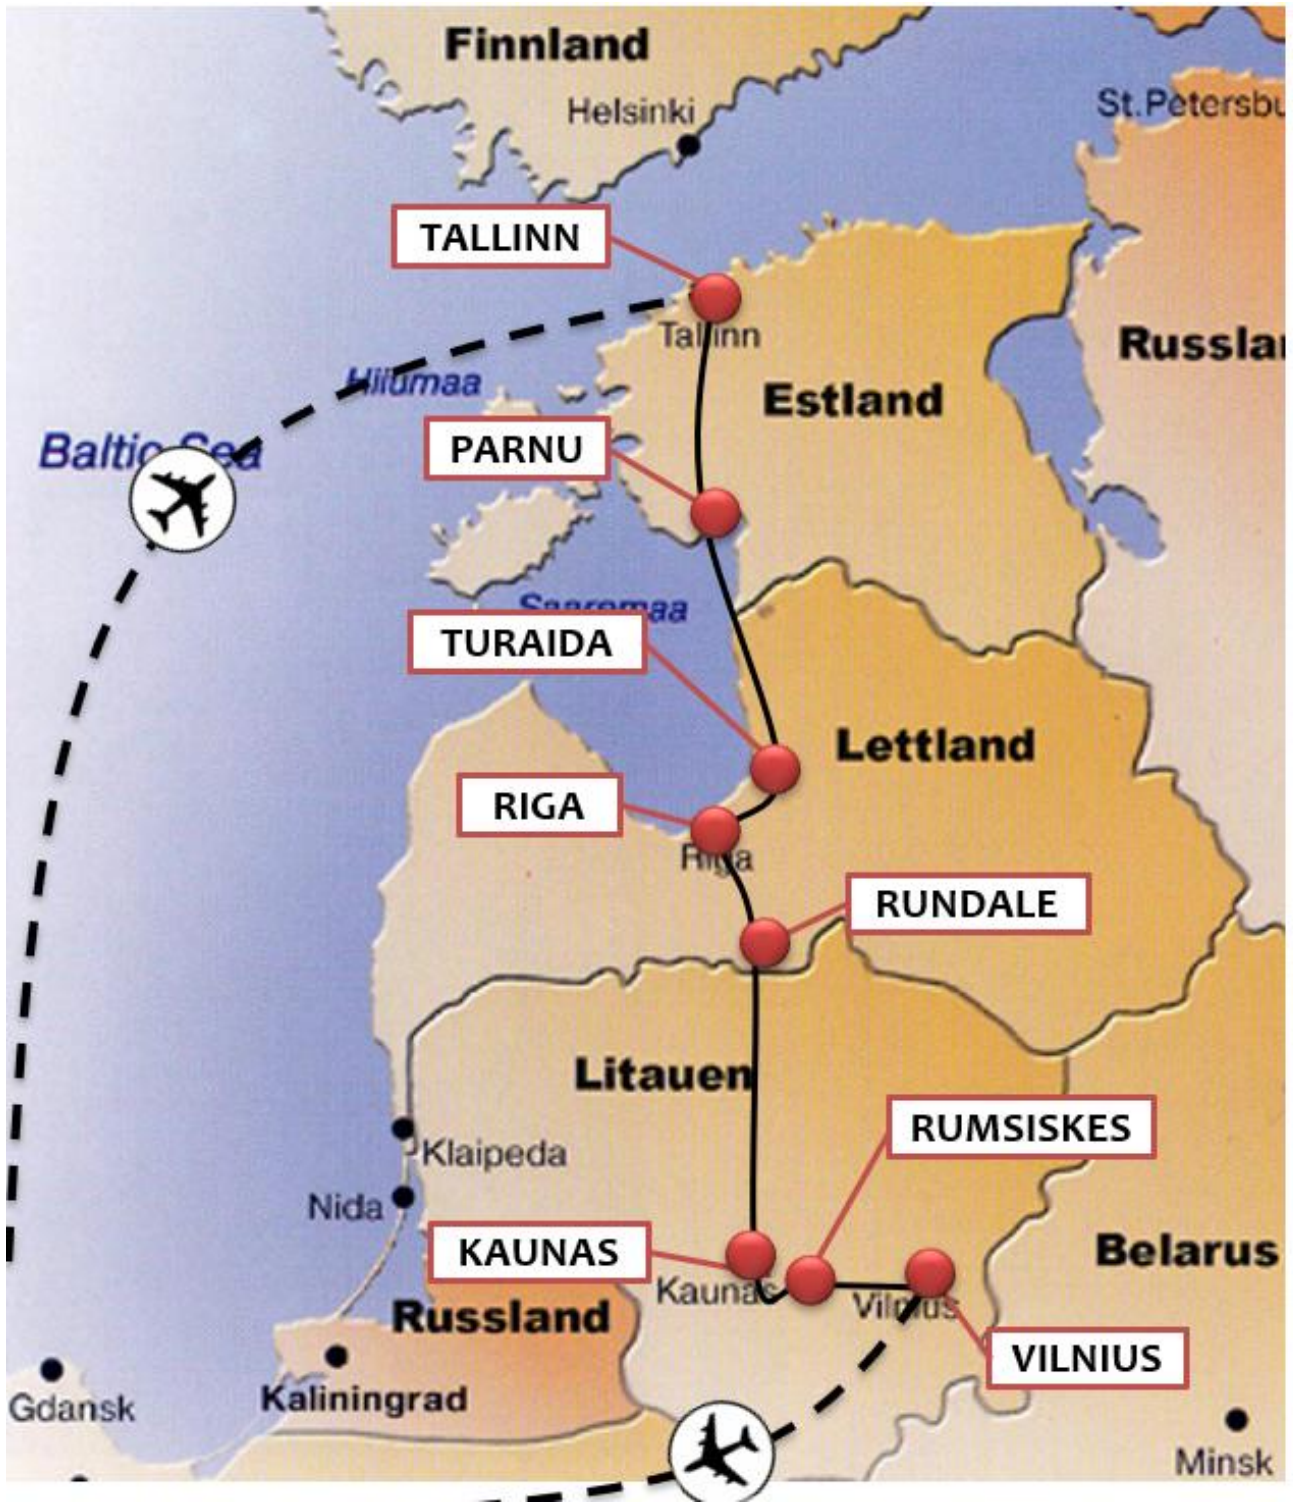 Finnland
Helsinki
St.Petersbu
TALLINN
Tallinn
Russlan
Hiiumaa
Estland
Baltic Sea
PARNU
Saaremaa
TURAIDA
Lettland
RIGA
Riga
RUNDALE
Litauen
RUMSISKES
Klaipeda
Nida
KAUNAS
Kaunas
Belarus
Vilnius
Russland
VILNIUS
Gdansk
Kaliningrad
Minsk